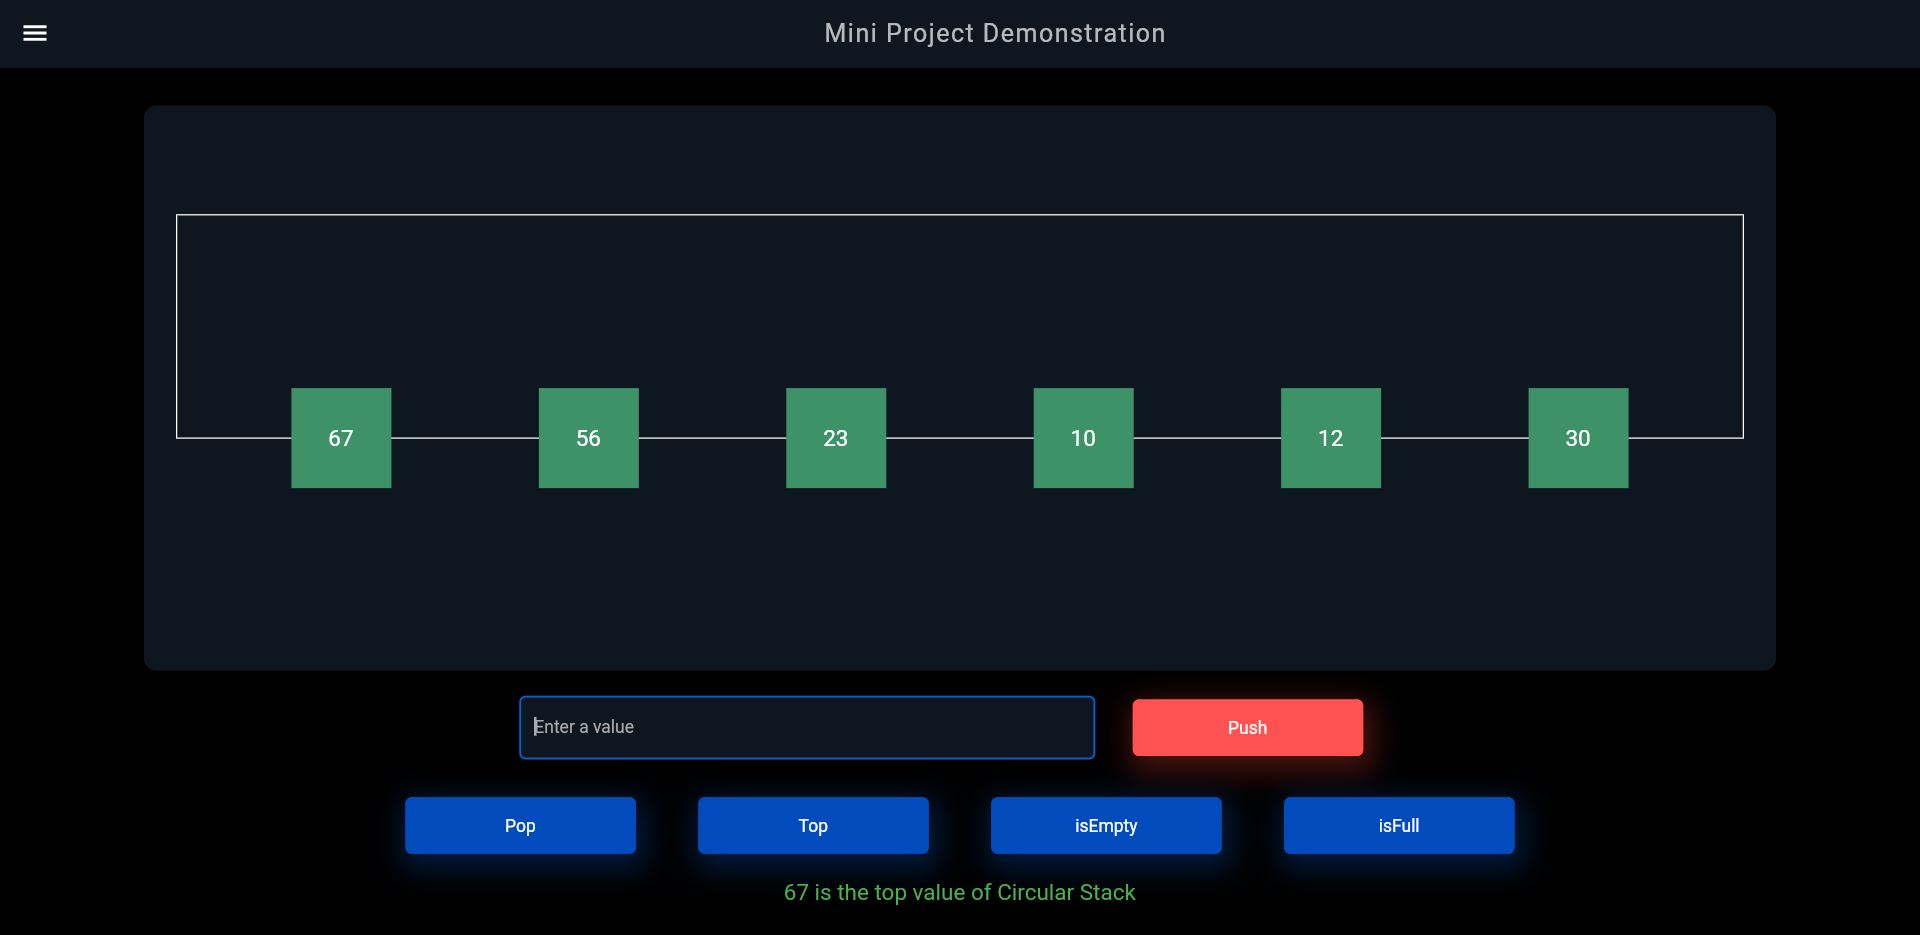 Mini Project Demonstration
67 56 23 10 12 30
Enter a value Push
Pop Top isEmpty isFull
67 is the top value of Circular Stack